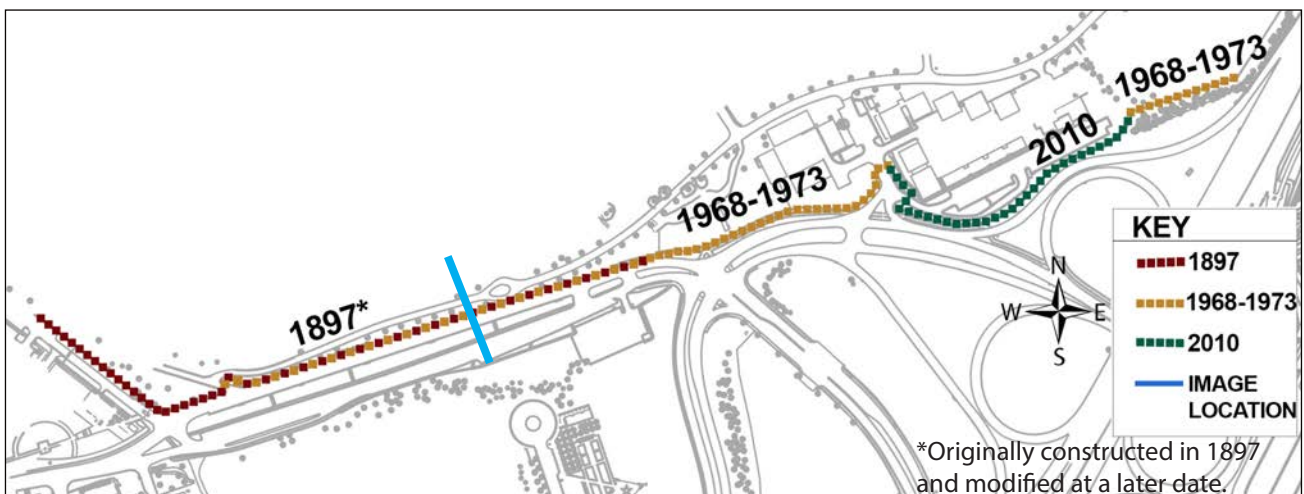 1968-1973
2010
1968-1973
1897*
KEY
1897
1968-1973
2010
IMAGE
LOCATION
N
W
E
S
*Originally constructed in 1897
and modified at a later date.